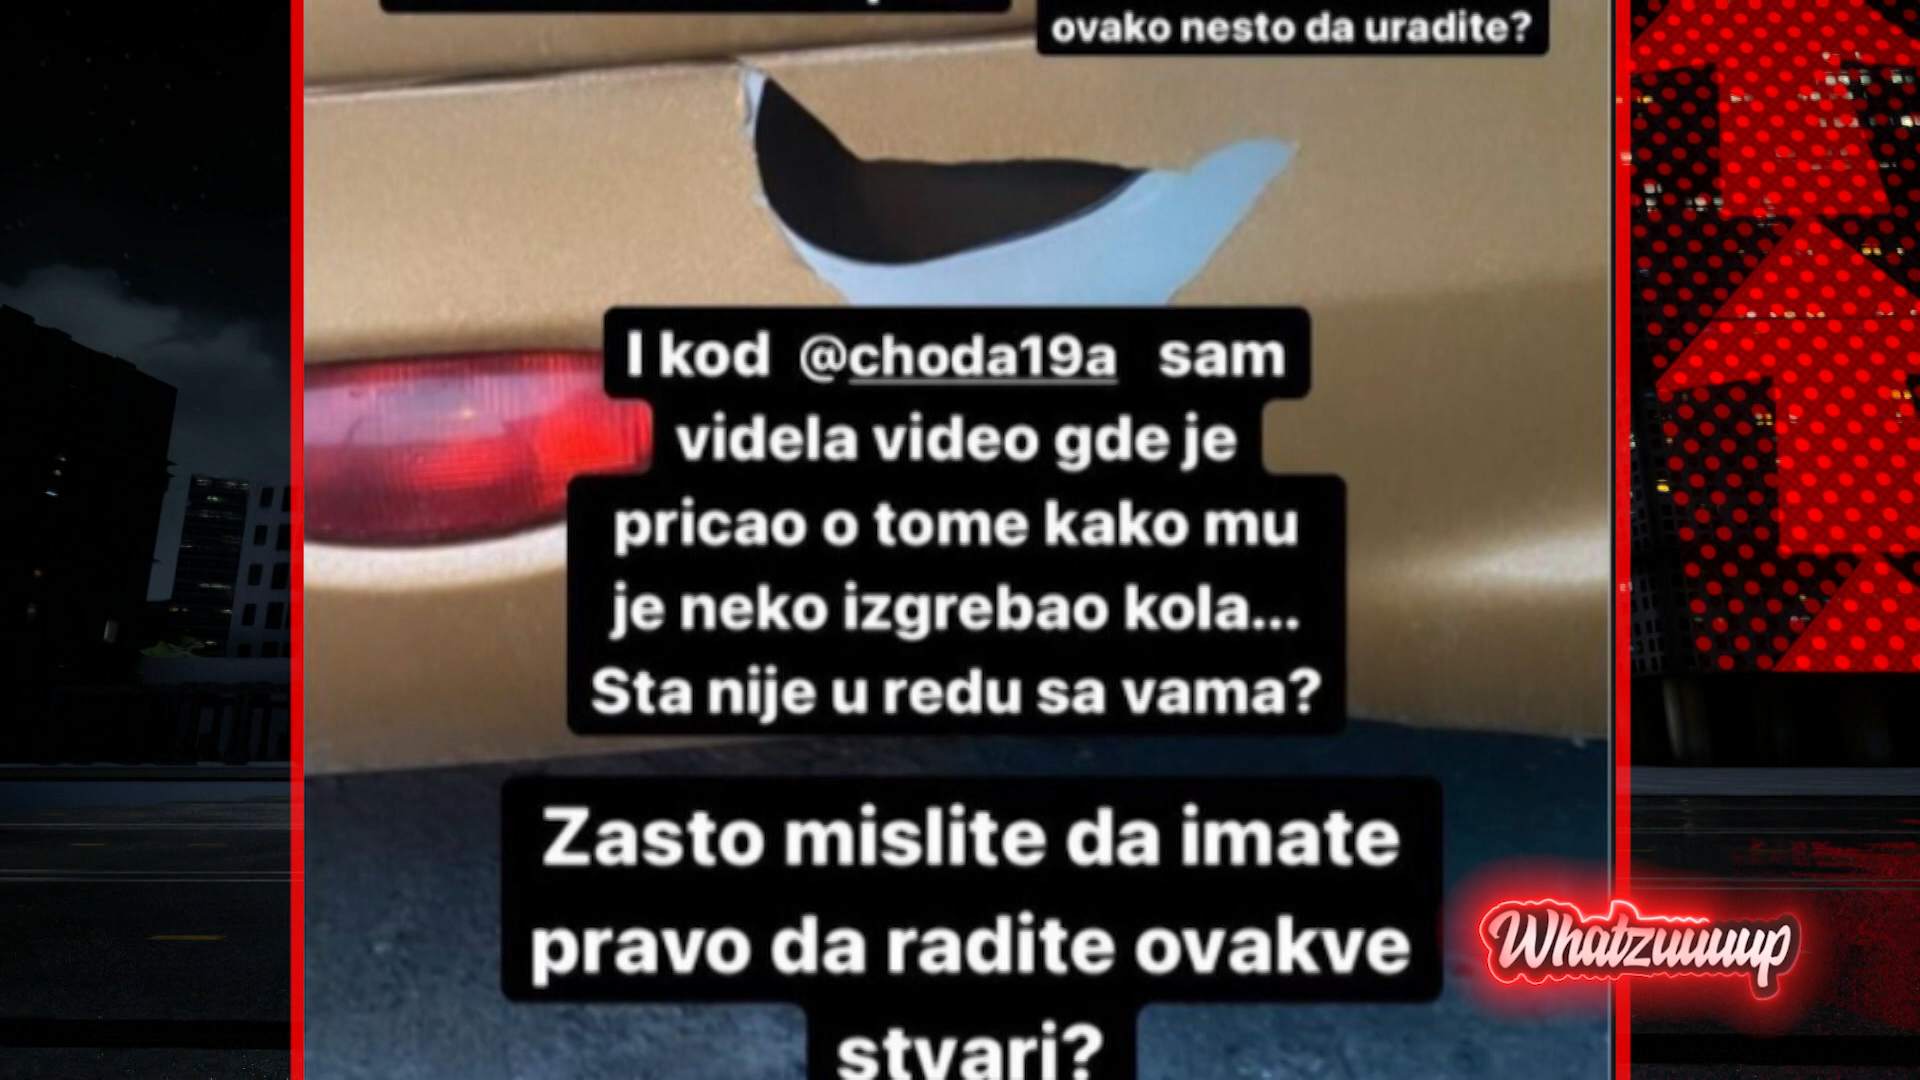 ovako nesto da uradite?
I kod @choda19a sam
videla video gde je
pricao o tome kako mu
je neko izgrebao kola...
Sta nije u redu sa vama?
Zasto mislite da imate
pravo da radite ovakve
stvari?
Whatzuuuup